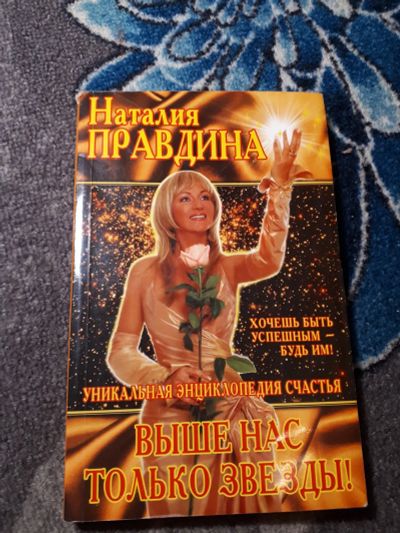 Наталия
ПРАВДИНА
ХОЧЕШЬ БЫТЬ
УСПЕШНЫМ –
БУДЬ ИМ!
УНИКАЛЬНАЯ ЭНЦИКЛОПЕДИЯ СЧАСТЬЯ
ВЫШЕ НАС
ТОЛЬКО ЗВЕЗДЫ!